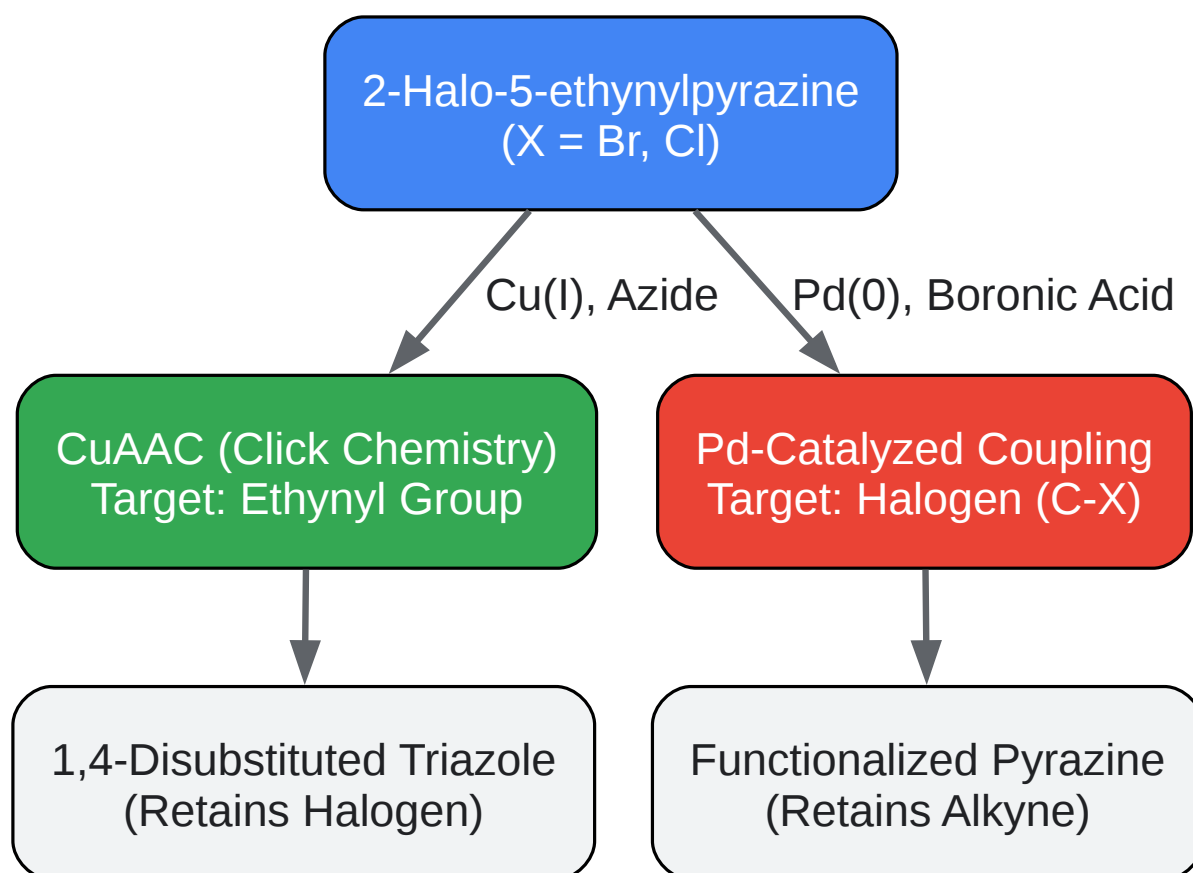 2-Halo-5-ethynylpyrazine
(X = Br, Cl)
Cu(I), Azide
Pd(0), Boronic Acid
CuAAC (Click Chemistry)
Target: Ethynyl Group
Pd-Catalyzed Coupling
Target: Halogen (C-X)
1,4-Disubstituted Triazole
(Retains Halogen)
Functionalized Pyrazine
(Retains Alkyne)